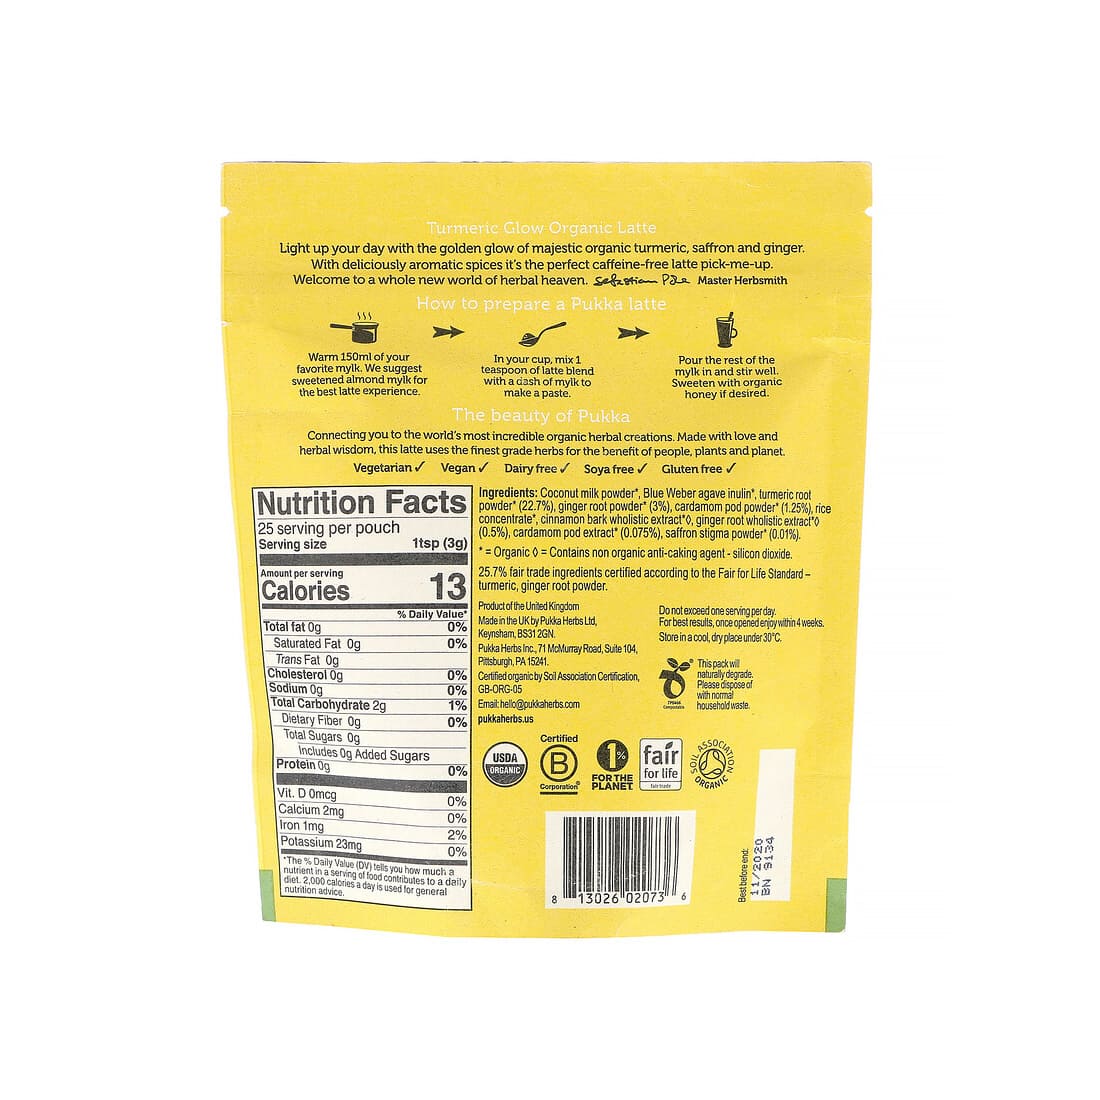 Turmeric Glow Organic Latte
Light up your day with the golden glow of majestic organic turmeric, saffron and ginger.
With deliciously aromatic spices it's the perfect caffeine-free latte pick-me-up.
Welcome to a whole new world of herbal heaven. Sebastian Pole Master Herbsmith
How to prepare a Pukka latte
Warm 150ml of your
favorite mylk. We suggest
sweetened almond mylk for
the best latte experience.
In your cup, mix 1
teaspoon of latte blend
with a dash of mylk to
make a paste.
Pour the rest of the
mylk in and stir well.
Sweeten with organic
honey if desired.
The beauty of Pukka
Connecting you to the world's most incredible organic herbal creations. Made with love and
herbal wisdom, this latte uses the finest grade herbs for the benefit of people, plants and planet.
Vegetarian ✓ Vegan ✓ Dairy free ✓ Soya free ✓ Gluten free ✓
Nutrition Facts
25 serving per pouch
Serving size 1tsp (3g)
Amount per serving
Calories 13
% Daily Value*
Total fat 0g 0%
Saturated Fat 0g 0%
Trans Fat 0g
Cholesterol 0g 0%
Sodium 0g 0%
Total Carbohydrate 2g 1%
Dietary Fiber 0g 0%
Total Sugars 0g
Includes 0g Added Sugars
Protein 0g 0%
Vit. D 0mcg 0%
Calcium 2mg 0%
Iron 1mg 2%
Potassium 23mg 0%
*The % Daily Value (DV) tells you how much a
nutrient in a serving of food contributes to a daily
diet. 2,000 calories a day is used for general
nutrition advice.
Ingredients: Coconut milk powder*, Blue Weber agave inulin*, turmeric root
powder* (22.7%), ginger root powder* (3%), cardamom pod powder* (1.25%), rice
concentrate*, cinnamon bark wholistic extract*◊, ginger root wholistic extract*◊
(0.5%), cardamom pod extract* (0.075%), saffron stigma powder* (0.01%).
* = Organic ◊ = Contains non organic anti-caking agent - silicon dioxide.
25.7% fair trade ingredients certified according to the Fair for Life Standard –
turmeric, ginger root powder.
Product of the United Kingdom
Made in the UK by Pukka Herbs Ltd,
Keynsham, BS31 2GN.
Pukka Herbs Inc., 71 McMurray Road, Suite 104,
Pittsburgh, PA 15241.
Certified organic by Soil Association Certification,
GB-ORG-05
Email: hello@pukkaherbs.com
pukkaherbs.us
Do not exceed one serving per day.
For best results, once opened enjoy within 4 weeks.
Store in a cool, dry place under 30°C.
This pack will
naturally degrade.
Please dispose of
with normal
household waste.
Compostable
USDA
ORGANIC
Certified
B
Corporation®
1%
FOR THE
PLANET
fair
for life
fair trade
SOIL ASSOCIATION
ORGANIC
8 13026 02073 6
Best before end:
11/2020
BN 9134